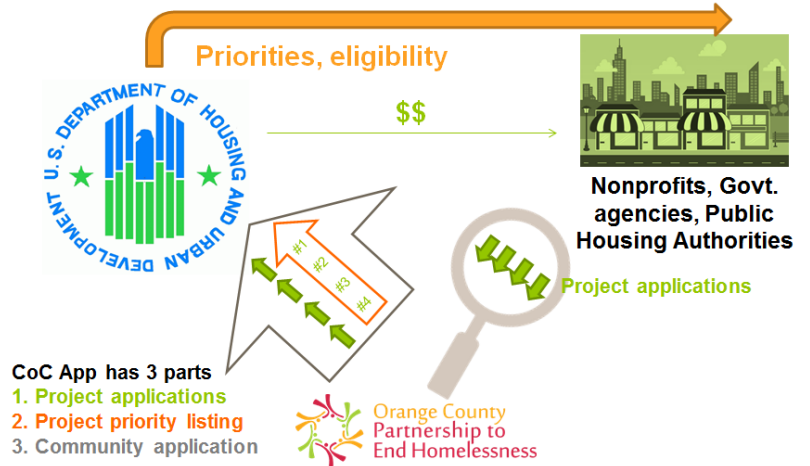 Priorities, eligibility
U.S. DEPARTMENT OF HOUSING AND URBAN DEVELOPMENT
$$
Nonprofits, Govt.
agencies, Public
Housing Authorities
Project applications
#1
#2
#3
#4
CoC App has 3 parts
1. Project applications
2. Project priority listing
3. Community application
Orange County
Partnership to
End Homelessness